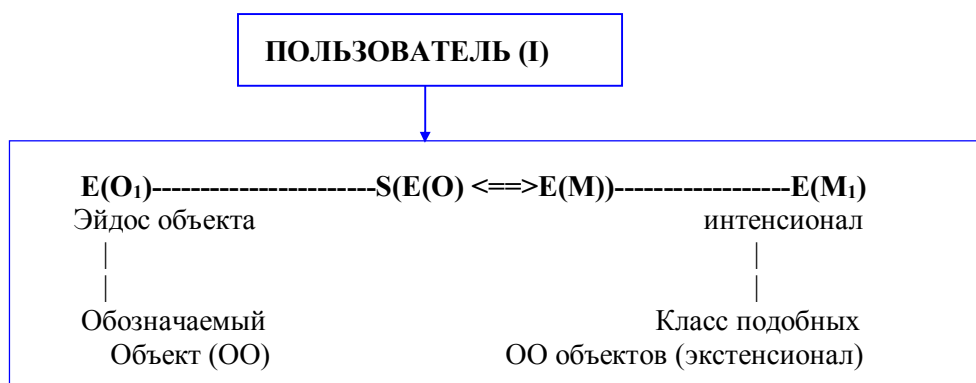 ПОЛЬЗОВАТЕЛЬ (I)
E(O₁)-----------------------S(E(O) <==>E(M))------------------E(M₁)
Эйдос объекта интенсионал
| |
| |
Обозначаемый Класс подобных
Объект (ОО) ОО объектов (экстенсионал)